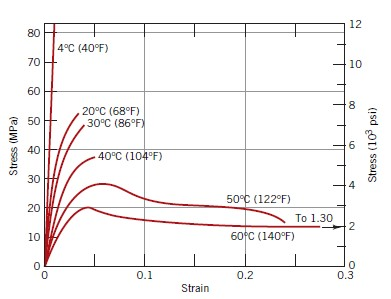 80
70
60
50
40
30
20
10
0
Stress (MPa)
12
10
8
6
4
2
0
Stress (10³ psi)
4°C (40°F)
20°C (68°F)
30°C (86°F)
40°C (104°F)
50°C (122°F)
To 1.30
60°C (140°F)
0
0.1
0.2
0.3
Strain